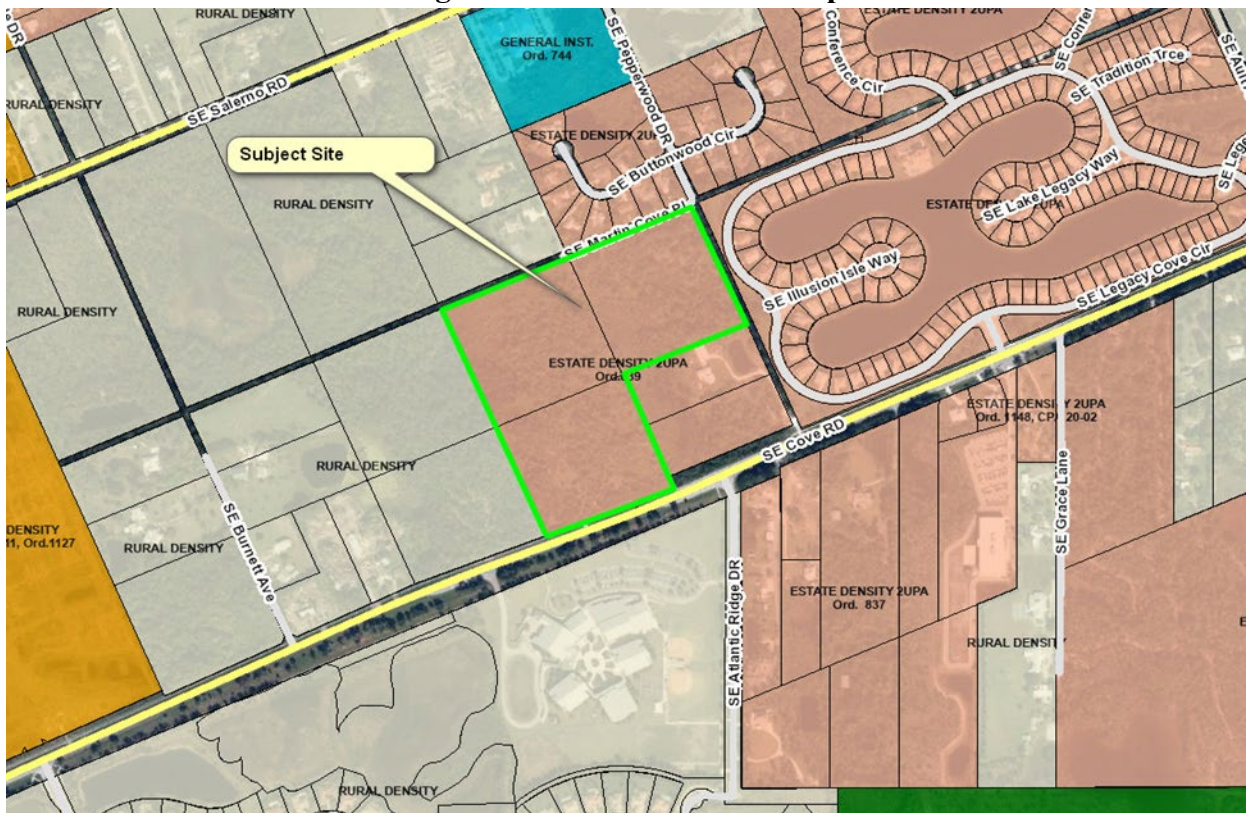 RURAL DENSITY
ESTATE DENSITY 2UPA
GENERAL INST.
Ord. 744
SE Pepperwood DR
Conference Cir
SE Tradition Trce
DR
RURAL DENSITY
SE Salerno RD
Subject Site
SE Buttonwood Cir
RURAL DENSITY
SE Lake Legacy Way
SE Martin Cove Pl
SE Illusion Isle Way
SE Legacy Cove Cir
RURAL DENSITY
ESTATE DENSITY 2UPA
SE Cove RD
ESTATE DENSITY 2UPA
Ord. 1148, CPA 20-02
RURAL DENSITY
SE Burnett Ave
DENSITY
11, Ord.1127
RURAL DENSITY
SE Grace Lane
SE Atlantic Ridge DR
ESTATE DENSITY 2UPA
Ord. 837
RURAL DENSITY
RURAL DENSITY